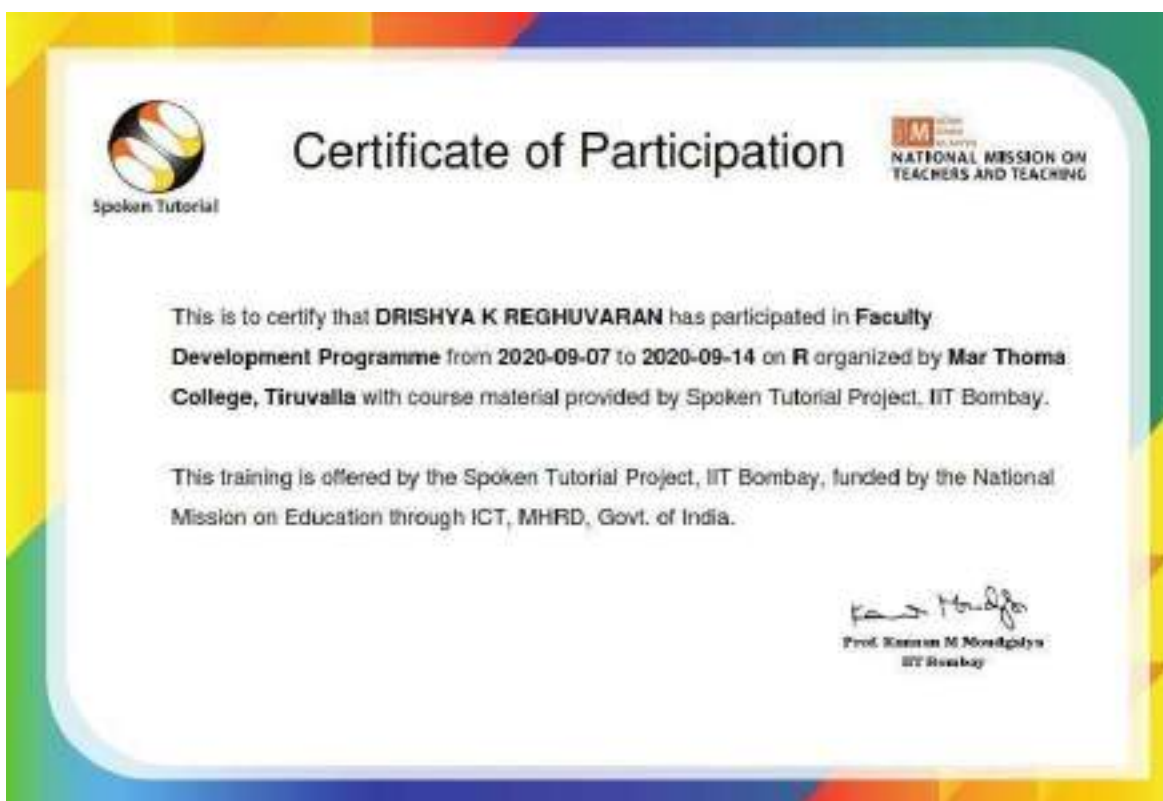 Certificate of Participation
Spoken Tutorial
M
NATIONAL MISSION ON
TEACHERS AND TEACHING
This is to certify that DRISHYA K REGHUVARAN has participated in Faculty
Development Programme from 2020-09-07 to 2020-09-14 on R organized by Mar Thoma
College, Tiruvalla with course material provided by Spoken Tutorial Project, IIT Bombay.
This training is offered by the Spoken Tutorial Project, IIT Bombay, funded by the National
Mission on Education through ICT, MHRD, Govt. of India.
Prof. Kannan M Moudgalya
IIT Bombay